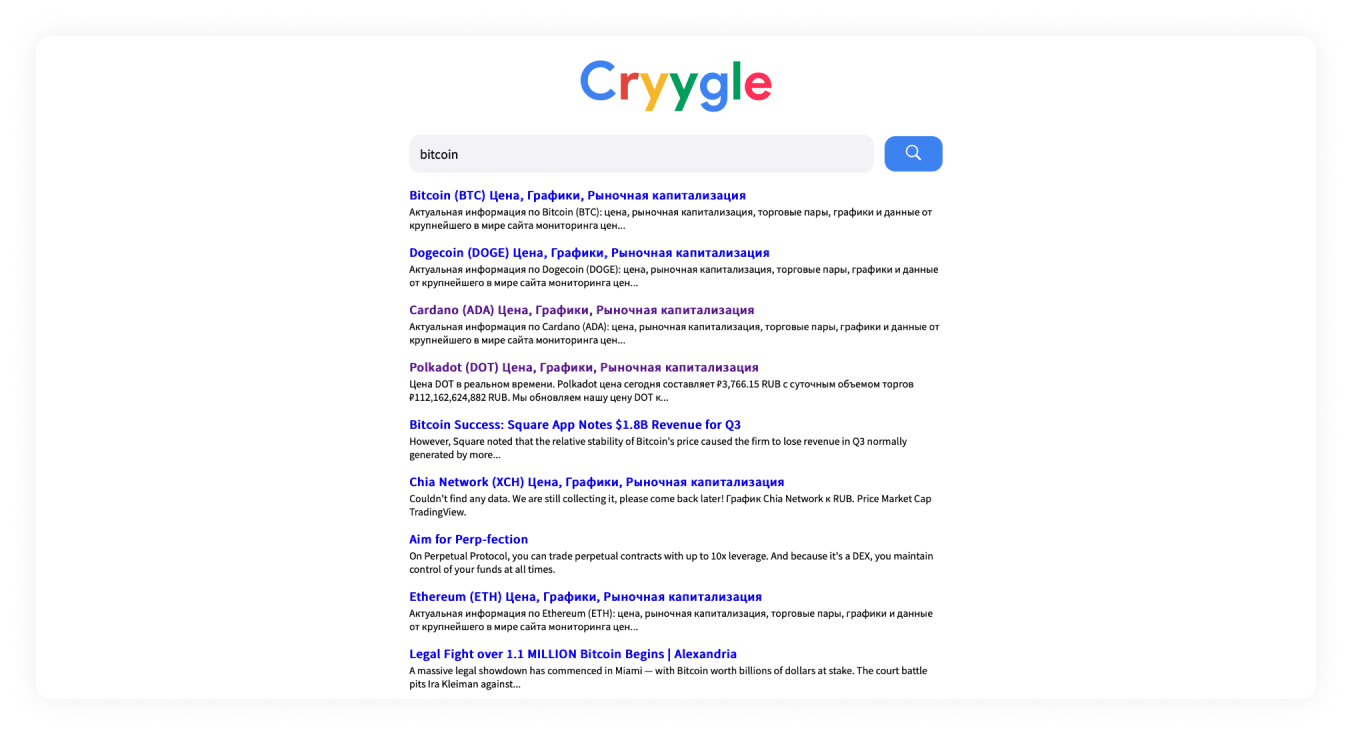 Cryygle
bitcoin
Bitcoin (BTC) Цена, Графики, Рыночная капитализация
Актуальная информация по Bitcoin (BTC): цена, рыночная капитализация, торговые пары, графики и данные от
крупнейшего в мире сайта мониторинга цен...
Dogecoin (DOGE) Цена, Графики, Рыночная капитализация
Актуальная информация по Dogecoin (DOGE): цена, рыночная капитализация, торговые пары, графики и данные
от крупнейшего в мире сайта мониторинга цен...
Cardano (ADA) Цена, Графики, Рыночная капитализация
Актуальная информация по Cardano (ADA): цена, рыночная капитализация, торговые пары, графики и данные от
крупнейшего в мире сайта мониторинга цен...
Polkadot (DOT) Цена, Графики, Рыночная капитализация
Цена DOT в реальном времени. Polkadot цена сегодня составляет ₽3,766.15 RUB с суточным объемом торгов
₽112,162,624,882 RUB. Мы обновляем нашу цену DOT к...
Bitcoin Success: Square App Notes $1.8B Revenue for Q3
However, Square noted that the relative stability of Bitcoin's price caused the firm to lose revenue in Q3 normally
generated by more...
Chia Network (XCH) Цена, Графики, Рыночная капитализация
Couldn't find any data. We are still collecting it, please come back later! График Chia Network к RUB. Price Market Cap
TradingView.
Aim for Perp-fection
On Perpetual Protocol, you can trade perpetual contracts with up to 10x leverage. And because it's a DEX, you maintain
control of your funds at all times.
Ethereum (ETH) Цена, Графики, Рыночная капитализация
Актуальная информация по Ethereum (ETH): цена, рыночная капитализация, торговые пары, графики и данные
от крупнейшего в мире сайта мониторинга цен...
Legal Fight over 1.1 MILLION Bitcoin Begins | Alexandria
A massive legal showdown has commenced in Miami — with Bitcoin worth billions of dollars at stake. The court battle
pits Ira Kleiman against...